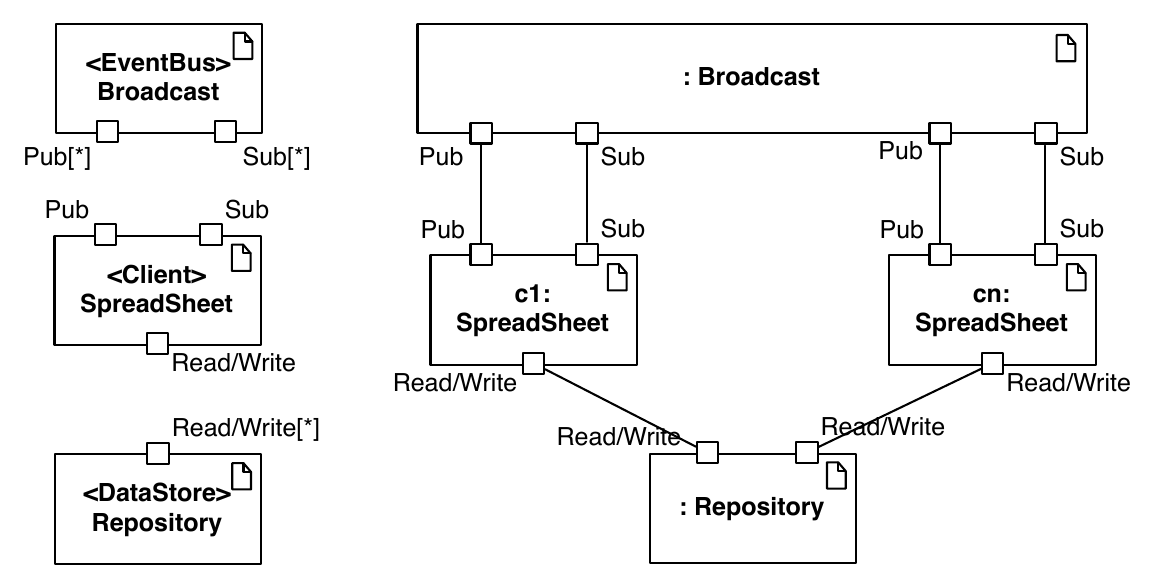 <EventBus>
Broadcast
Pub[*]
Sub[*]
Pub
Sub
<Client>
SpreadSheet
Read/Write
Read/Write[*]
<DataStore>
Repository
: Broadcast
Pub
Sub
Pub
Sub
Pub
Sub
Pub
Sub
c1:
SpreadSheet
cn:
SpreadSheet
Read/Write
Read/Write
Read/Write
Read/Write
: Repository